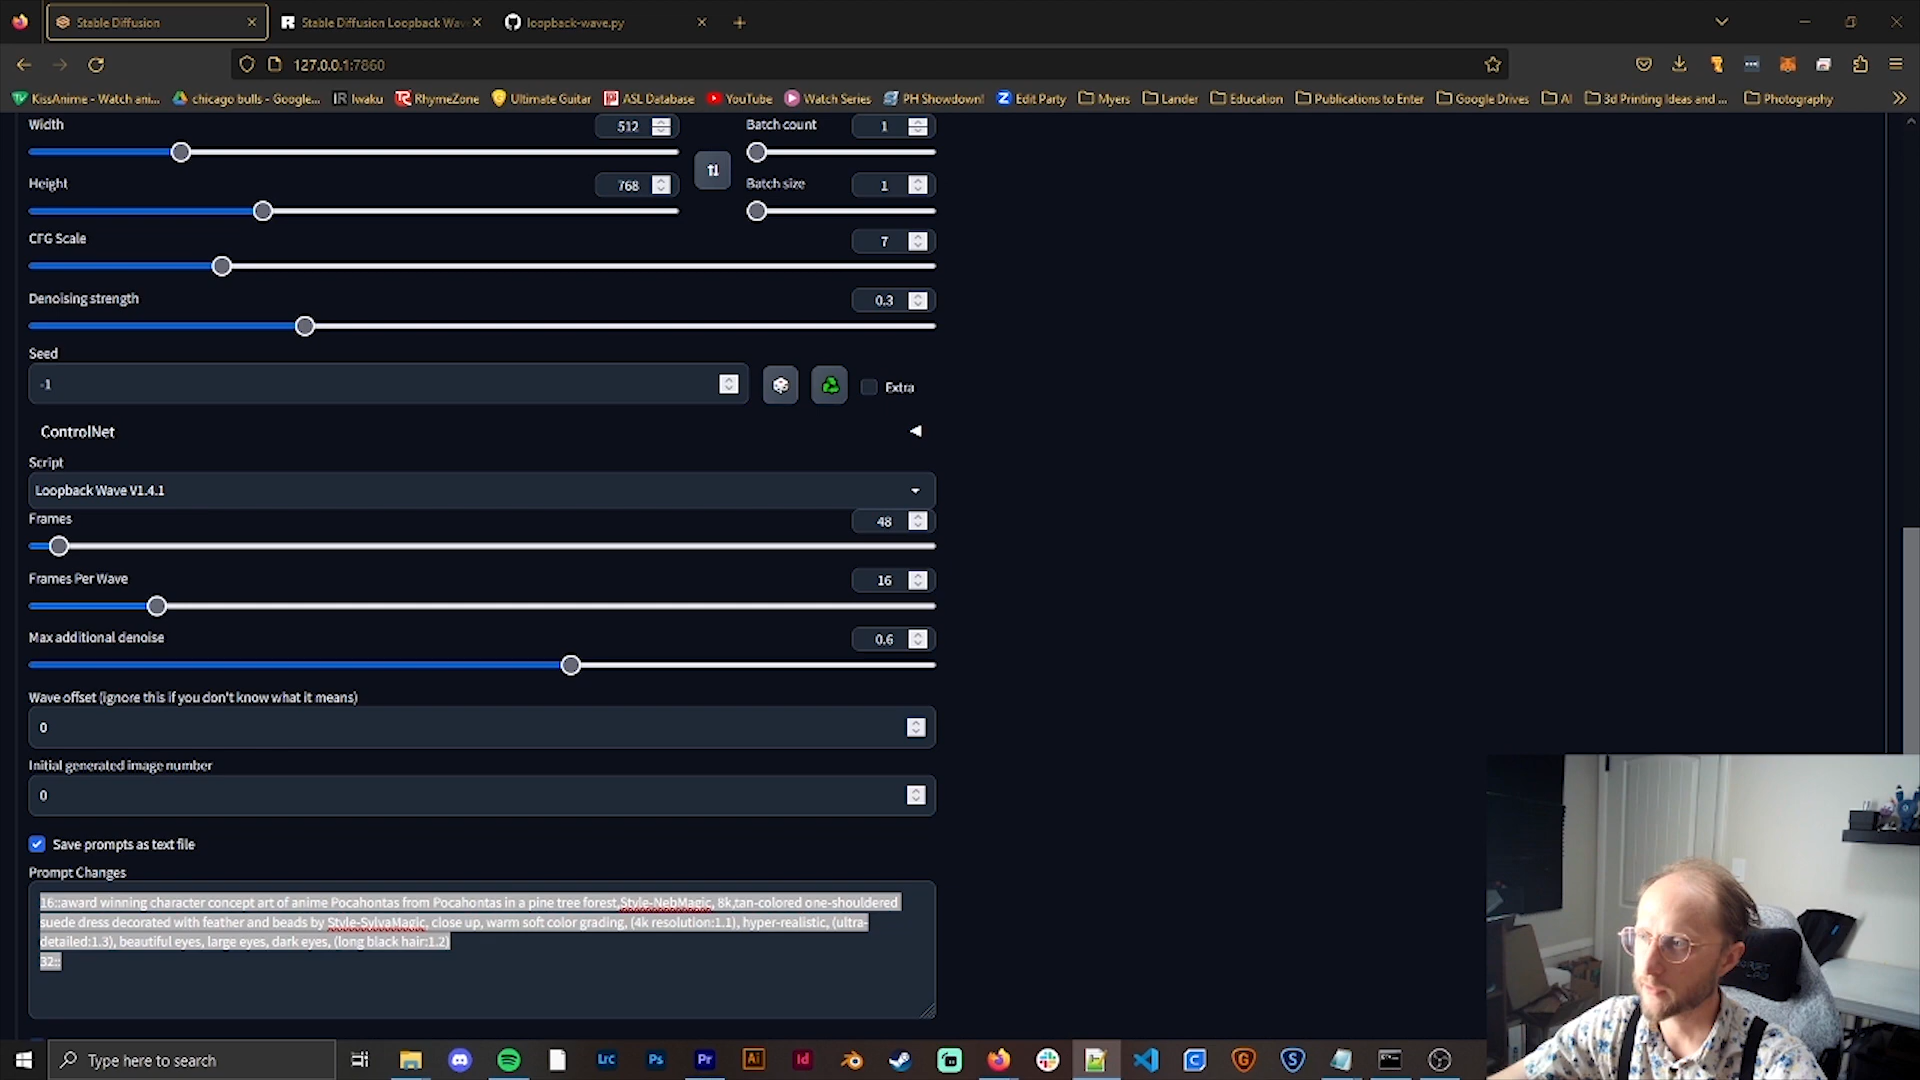 Stable Diffusion
Stable Diffusion Loopback Wav
loopback-wave.py
127.0.0.1:7860
KissAnime - Watch ani...
chicago bulls - Google...
Iwaku
RhymeZone
Ultimate Guitar
ASL Database
YouTube
Watch Series
PH Showdown!
Edit Party
Myers
Lander
Education
Publications to Enter
Google Drives
AI
3d Printing Ideas and ...
Photography
Width
512
Batch count
1
Height
768
Batch size
1
CFG Scale
7
Denoising strength
0.3
Seed
-1
Extra
ControlNet
Script
Loopback Wave V1.4.1
Frames
48
Frames Per Wave
16
Max additional denoise
0.6
Wave offset (ignore this if you don't know what it means)
0
Initial generated image number
0
Save prompts as text file
Prompt Changes
16::award winning character concept art of anime Pocahontas from Pocahontas in a pine tree forest,Style-NebMagic, 8k,tan-colored one-shouldered
suede dress decorated with feather and beads by Style-SylvaMagic, close up, warm soft color grading, (4k resolution:1.1), hyper-realistic, (ultra-
detailed:1.3), beautiful eyes, large eyes, dark eyes, (long black hair:1.2)
32::
Type here to search
Lrc
Ps
Pr
Ai
Id